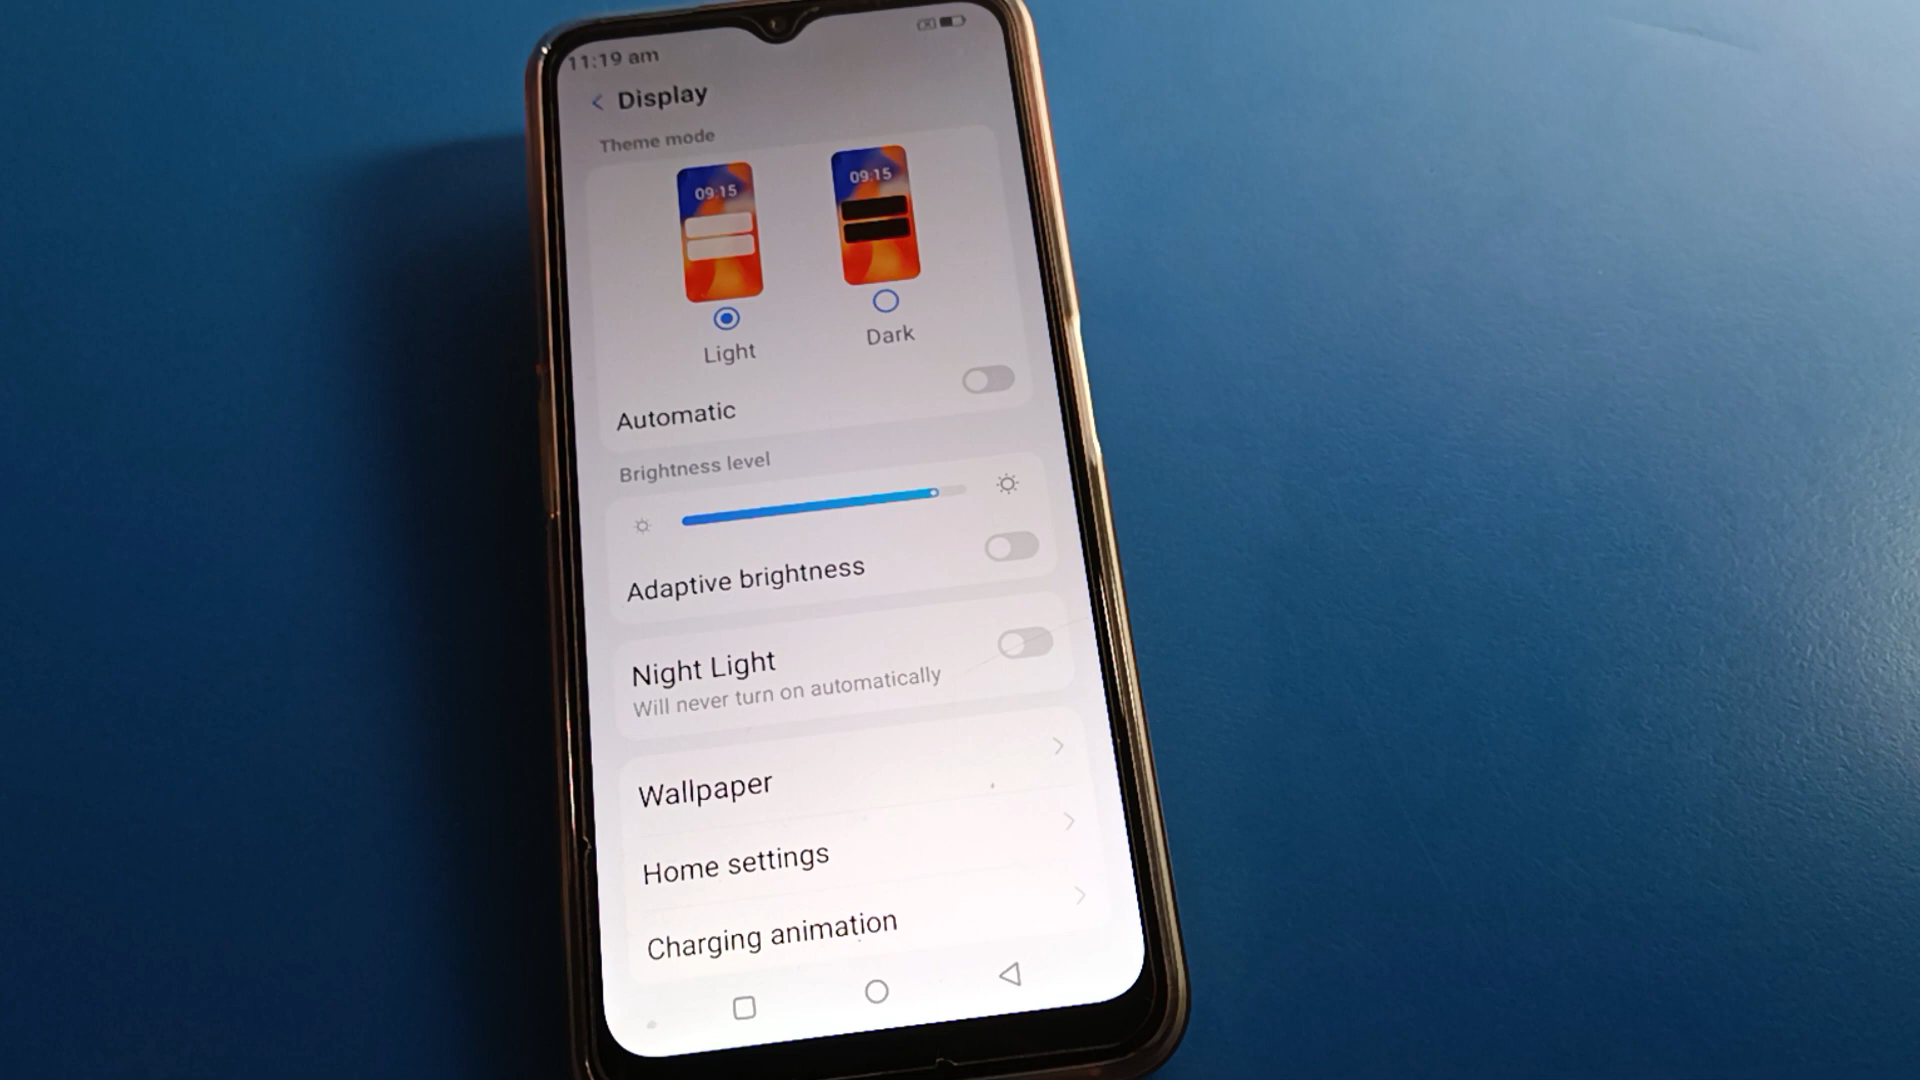 11:19 am
Display
Theme mode
09:15 09:15
Light Dark
Automatic
Brightness level
Adaptive brightness
Night Light
Will never turn on automatically
Wallpaper
Home settings
Charging animation